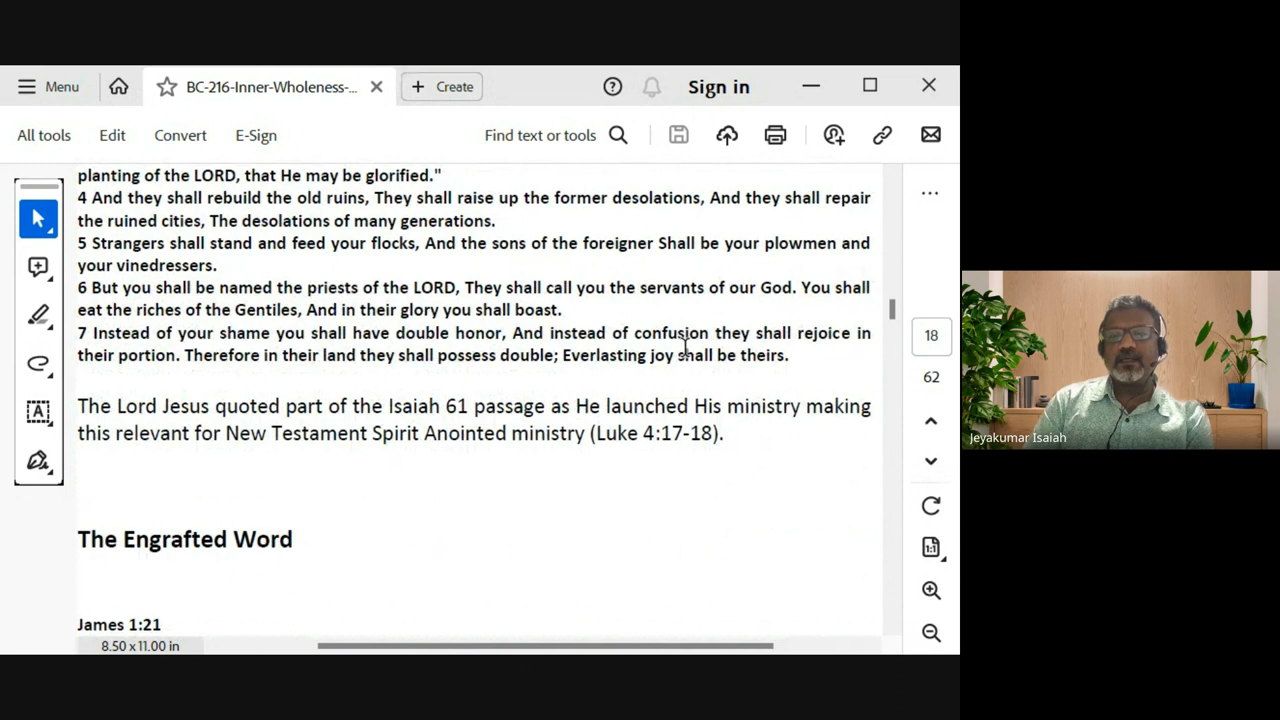 Menu
BC-216-Inner-Wholeness-...
Create
Sign in
All tools
Edit
Convert
E-Sign
Find text or tools
planting of the LORD, that He may be glorified."
4 And they shall rebuild the old ruins, They shall raise up the former desolations, And they shall repair
the ruined cities, The desolations of many generations.
5 Strangers shall stand and feed your flocks, And the sons of the foreigner Shall be your plowmen and
your vinedressers.
6 But you shall be named the priests of the LORD, They shall call you the servants of our God. You shall
eat the riches of the Gentiles, And in their glory you shall boast.
7 Instead of your shame you shall have double honor, And instead of confusion they shall rejoice in
their portion. Therefore in their land they shall possess double; Everlasting joy shall be theirs.
The Lord Jesus quoted part of the Isaiah 61 passage as He launched His ministry making
this relevant for New Testament Spirit Anointed ministry (Luke 4:17-18).
The Engrafted Word
James 1:21
8.50 x 11.00 in
18
62
1:1
Jeyakumar Isaiah